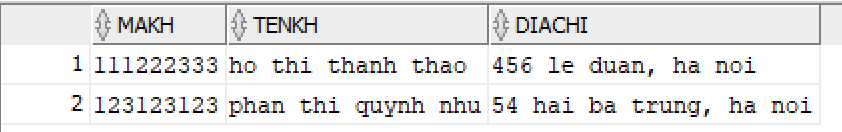 MAKH TENKH DIACHI
1 111222333 ho thi thanh thao 456 le duan, ha noi
2 123123123 phan thi quynh nhu 54 hai ba trung, ha noi